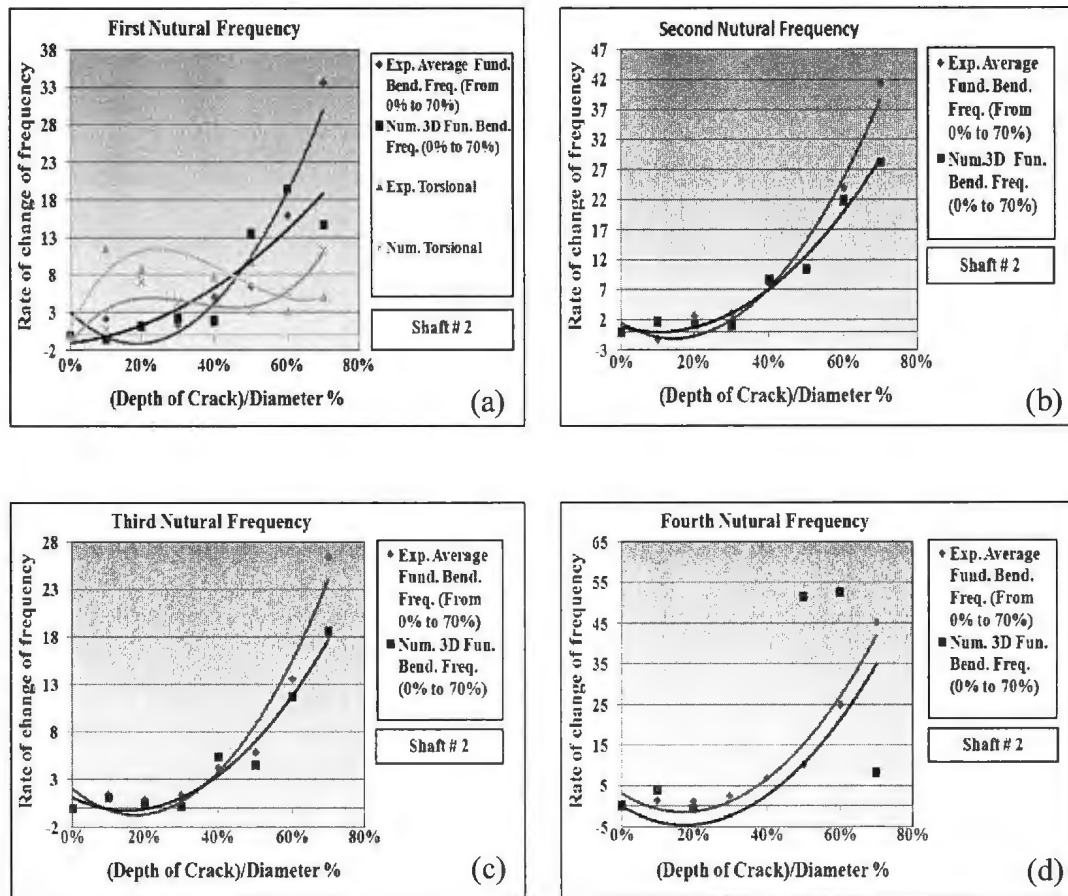 First Nutural Frequency
38
33
28
23
18
13
8
3
-2
Rate of change of frequency
0% 20% 40% 60% 80%
(Depth of Crack)/Diameter %
Exp. Average Fund.
Bend. Freq. (From
0% to 70%)
Num. 3D Fun. Bend.
Freq. (0% to 70%)
Exp. Torsional
Num. Torsional
Shaft # 2
(a)
Second Nutural Frequency
47
42
37
32
27
22
17
12
7
2
-3
Rate of change of frequency
0% 20% 40% 60% 80%
(Depth of Crack)/Diameter %
Exp. Average
Fund. Bend.
Freq. (From
0% to 70%)
Num.3D Fun.
Bend. Freq.
(0% to 70%)
Shaft # 2
(b)
Third Nutural Frequency
28
23
18
13
8
3
-2
Rate of change of frequency
0% 20% 40% 60% 80%
(Depth of Crack)/Diameter %
Exp. Average
Fund. Bend.
Freq. (From
0% to 70%)
Num. 3D Fun.
Bend. Freq.
(0% to 70%)
Shaft # 2
(c)
Fourth Nutural Frequency
65
55
45
35
25
15
5
-5
Rate of change of frequency
0% 20% 40% 60% 80%
(Depth of Crack)/Diameter %
Exp. Average
Fund. Bend.
Freq. (From
0% to 70%)
Num. 3D Fun.
Bend. Freq.
(0% to 70%)
Shaft # 2
(d)